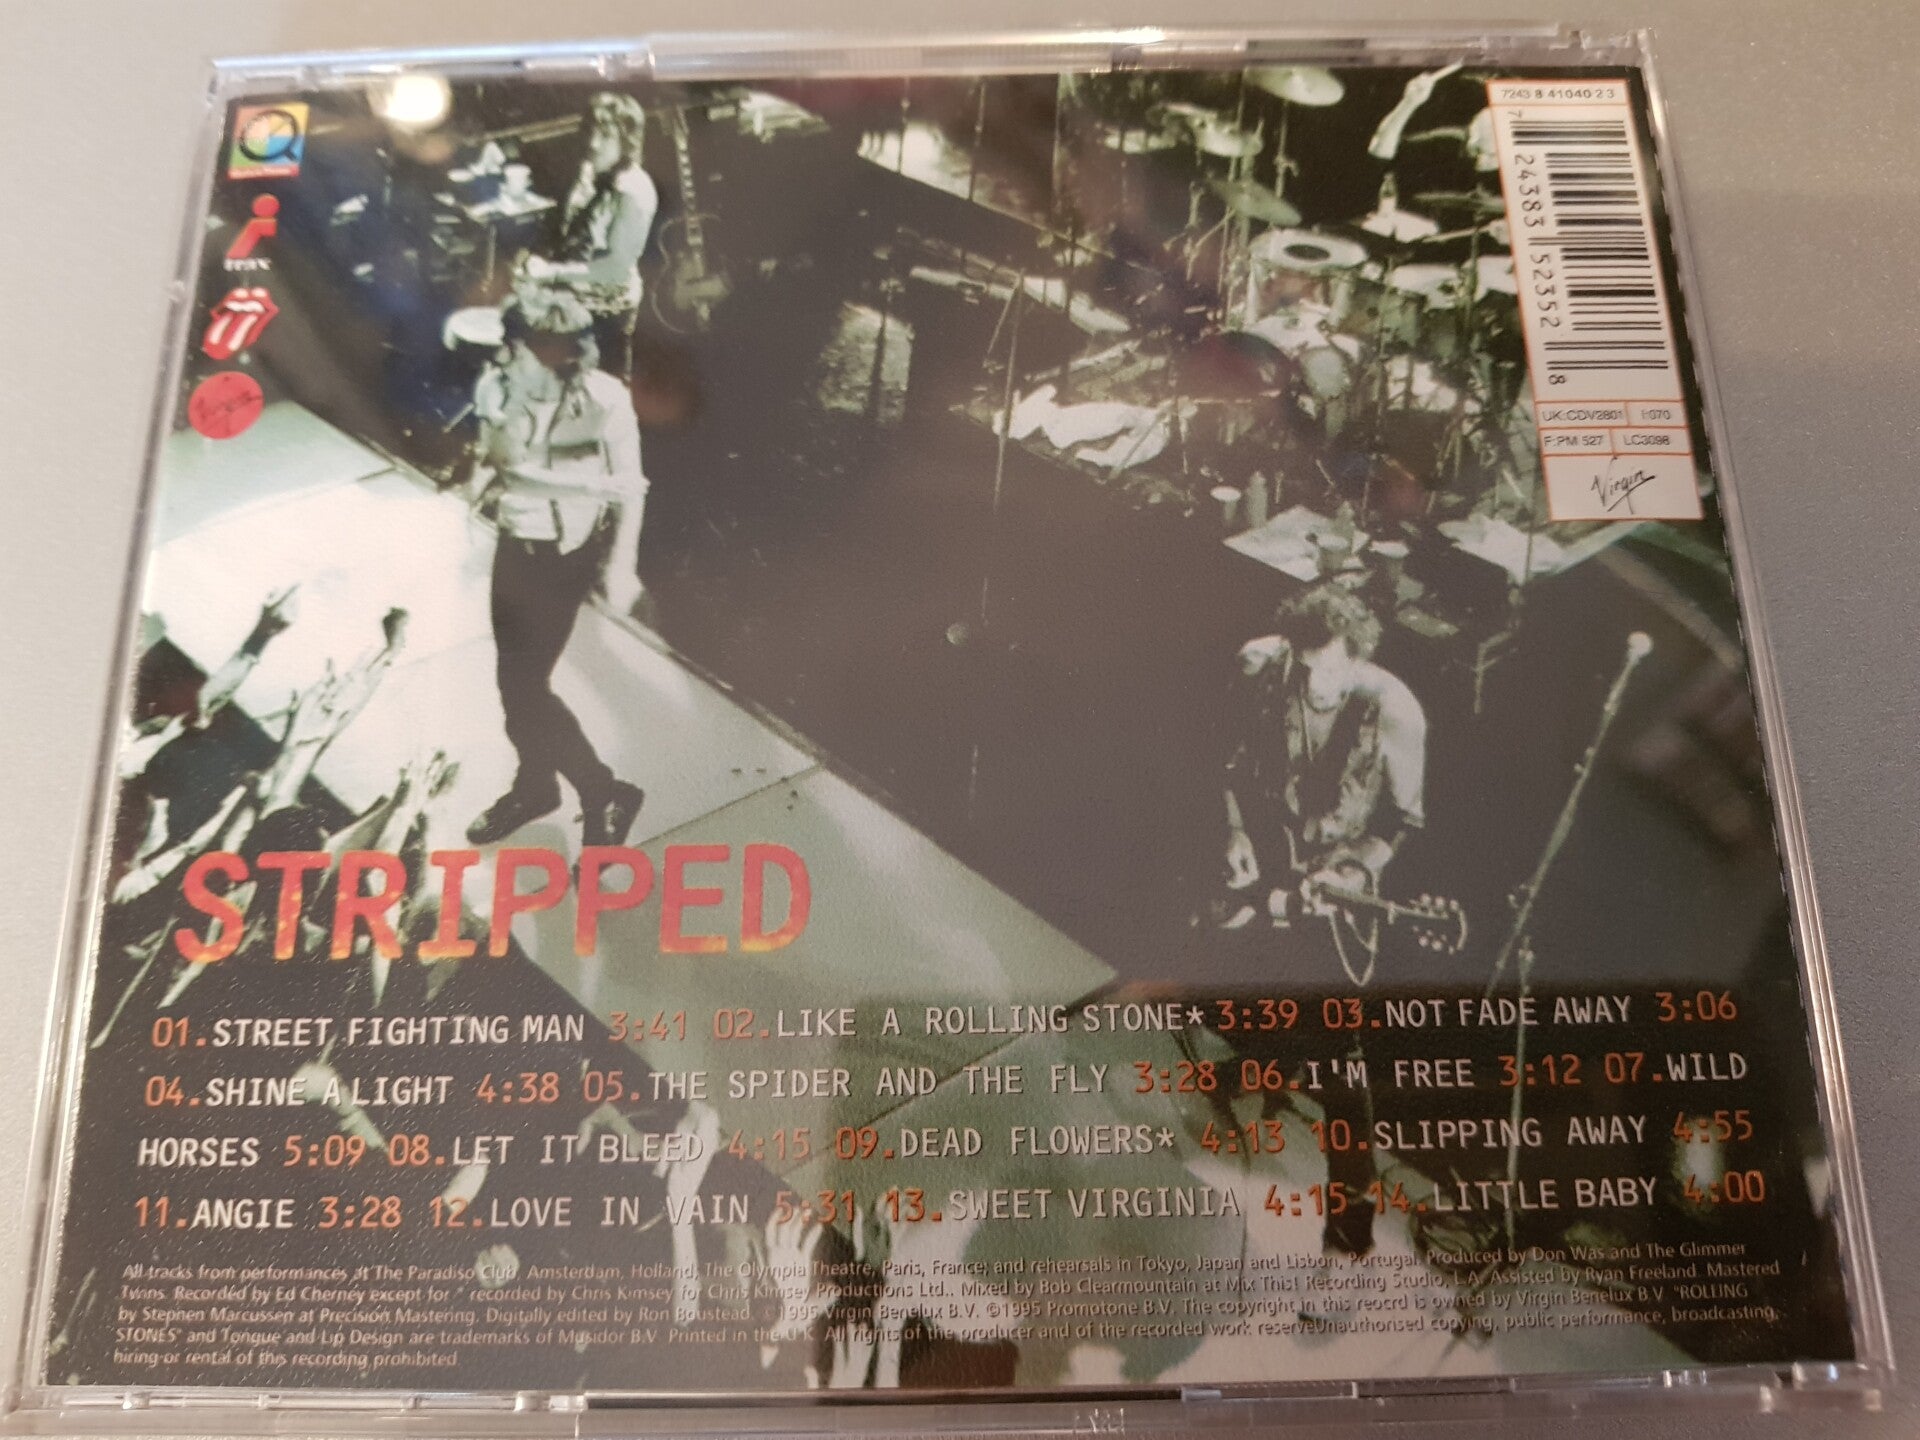 7243 8 41040 2 3
7 24383 52352 8
UK:CDV2801 I:070
F:PM 527 LC3098
Virgin
trax
Virgin
STRIPPED
01.STREET FIGHTING MAN 3:41 02.LIKE A ROLLING STONE* 3:39 03.NOT FADE AWAY 3:06
04.SHINE A LIGHT 4:38 05.THE SPIDER AND THE FLY 3:28 06.I'M FREE 3:12 07.WILD
HORSES 5:09 08.LET IT BLEED 4:15 09.DEAD FLOWERS* 4:13 10.SLIPPING AWAY 4:55
11.ANGIE 3:28 12.LOVE IN VAIN 5:31 13.SWEET VIRGINIA 4:15 14.LITTLE BABY 4:00
All tracks from performances at The Paradiso Club, Amsterdam, Holland, The Olympia Theatre, Paris, France; and rehearsals in Tokyo, Japan and Lisbon, Portugal. Produced by Don Was and The Glimmer
Twins. Recorded by Ed Cherney except for * recorded by Chris Kimsey for Chris Kimsey Productions Ltd.. Mixed by Bob Clearmountain at Mix This! Recording Studio, L.A. Assisted by Ryan Freeland. Mastered
by Stephen Marcussen at Precision Mastering. Digitally edited by Ron Boustead. ©1995 Virgin Benelux B.V. ©1995 Promotone B.V. The copyright in this reocrd is owned by Virgin Benelux B.V "ROLLING
STONES" and Tongue and Lip Design are trademarks of Musidor B.V. Printed in the U K All rights of the producer and of the recorded work reserveUnauthorised copying, public performance, broadcasting,
hiring or rental of this recording prohibited.